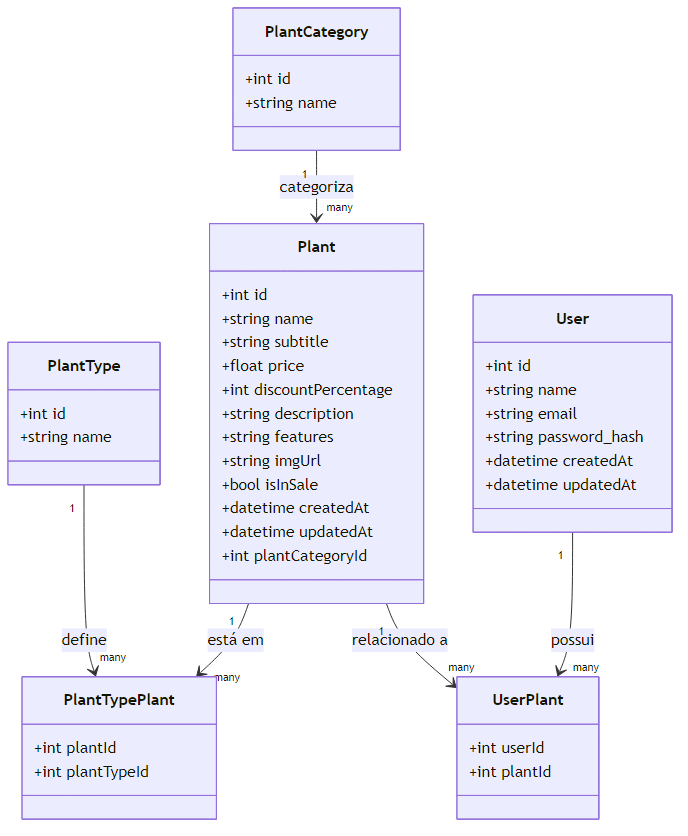 PlantCategory
+int id
+string name
1
categoriza
many
Plant
+int id
+string name
+string subtitle
+float price
+int discountPercentage
+string description
+string features
+string imgUrl
+bool isInSale
+datetime createdAt
+datetime updatedAt
+int plantCategoryId
User
+int id
+string name
+string email
+string password_hash
+datetime createdAt
+datetime updatedAt
PlantType
+int id
+string name
1
define
many
1
está em
many
1
relacionado a
many
1
possui
many
PlantTypePlant
+int plantId
+int plantTypeId
UserPlant
+int userId
+int plantId